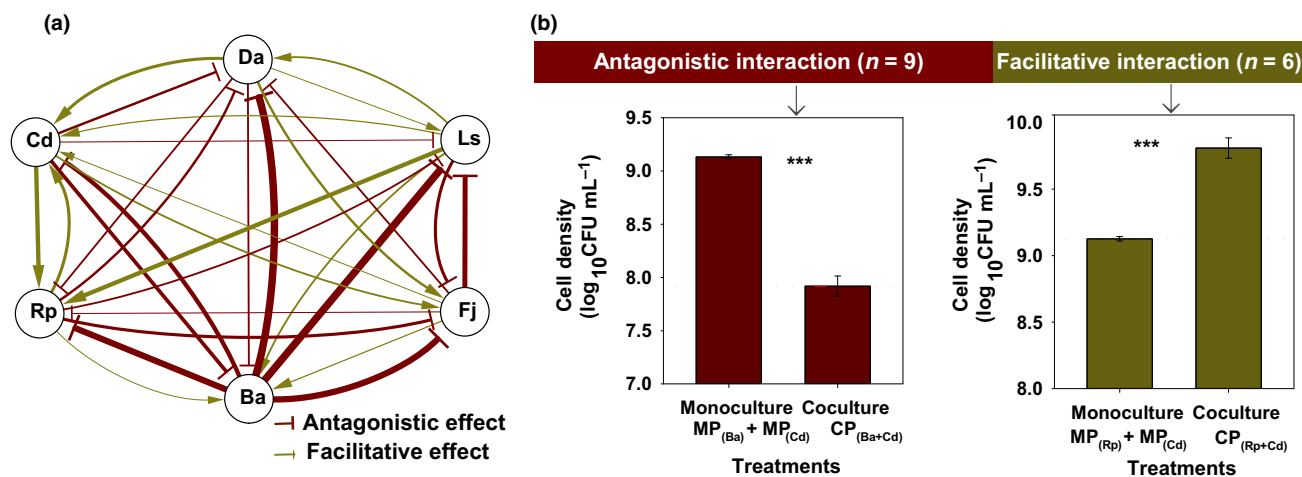 (a)
Da
Cd
Ls
Rp
Fj
Ba
Antagonistic effect
Facilitative effect
(b)
Antagonistic interaction (n = 9)
Facilitative interaction (n = 6)
Cell density
(log10CFU mL−1)
9.5
9.0
8.5
8.0
7.5
7.0
***
Monoculture Coculture
MP(Ba) + MP(Cd) CP(Ba+Cd)
Treatments
Cell density
(log10CFU mL−1)
10.0
9.5
9.0
8.5
8.0
***
Monoculture Coculture
MP(Rp) + MP(Cd) CP(Rp+Cd)
Treatments